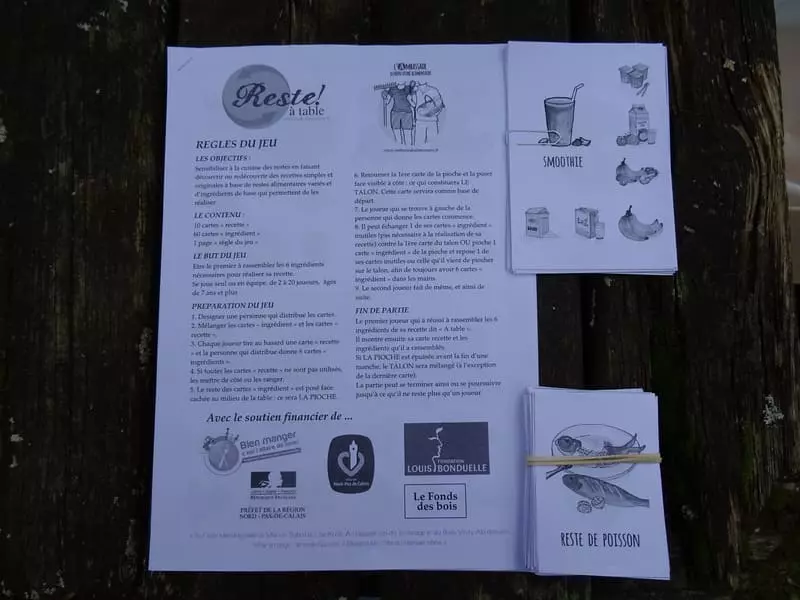 Reste!
à table
L'AMBASSADE
REGLES DU JEU
LES OBJECTIFS :
Sensibiliser à la cuisine des restes en faisant
découvrir ou redécouvrir des recettes simples et
originales à base de restes alimentaires variés et
d'ingrédients de base qui permettent de les
réaliser
LE CONTENU :
10 cartes « recette »
60 cartes « ingrédient »
1 page « règle du jeu »
LE BUT DU JEU
Etre le premier à rassembler les 6 ingrédients
nécessaires pour réaliser sa recette.
Se joue seul ou en équipe, de 2 à 20 joueurs, âgés
de 7 ans et plus
PREPARATION DU JEU
1. Designer une personne qui distribue les cartes.
2. Mélanger les cartes « ingrédient » et les cartes «
recette ».
3. Chaque joueur tire au hasard une carte « recette
» et la personne qui distribue donne 6 cartes «
ingrédients ».
4. Si toutes les cartes « recette » ne sont pas utilisés,
les mettre de côté ou les ranger.
5. Le reste des cartes « ingrédient » est posé face
cachée au milieu de la table : ce sera LA PIOCHE.
6. Retourner la 1ère carte de la pioche et la poser
face visible à côté : ce qui constituera LE
TALON. Cette carte servira comme base de
départ.
7. Le joueur qui se trouve à gauche de la
personne qui donne les cartes commence.
8. Il peut échanger 1 de ses cartes « ingrédient »
inutiles (pas nécessaire à la réalisation de sa
recette) contre la 1ère carte du talon OU pioche 1
carte « ingrédient » de la pioche et repose 1 de
ses cartes inutiles ou celle qu'il vient de piocher
sur le talon, afin de toujours avoir 6 cartes «
ingrédient » dans les mains.
9. Le second joueur fait de même, et ainsi de
suite.
FIN DE PARTIE
Le premier joueur qui a réussi à rassembler les 6
ingrédients de sa recette dit « A table ».
Il montre ensuite sa carte recette et les
ingrédients qu'il a rassemblés.
Si LA PIOCHE est épuisée avant la fin d'une
manche, le TALON sera mélangé (à l'exception
de la dernière carte).
La partie peut se terminer ainsi ou se poursuivre
jusqu'à ce qu'il ne reste plus qu'un joueur
Avec le soutien financier de ...
Bien manger
c'est l'affaire de tous!
RÉPUBLIQUE FRANÇAISE
PRÉFET DE LA RÉGION
NORD - PAS-DE-CALAIS
Nord-Pas de Calais
FONDATION
LOUIS BONDUELLE
Le Fonds
des bois
SMOOTHIE
RESTE DE POISSON